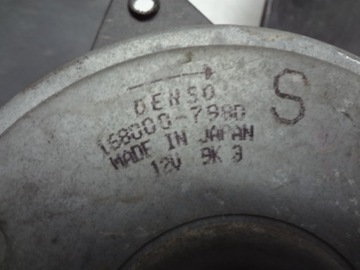 DENSO
S
168000-7980
MADE IN JAPAN
12V 9K 3